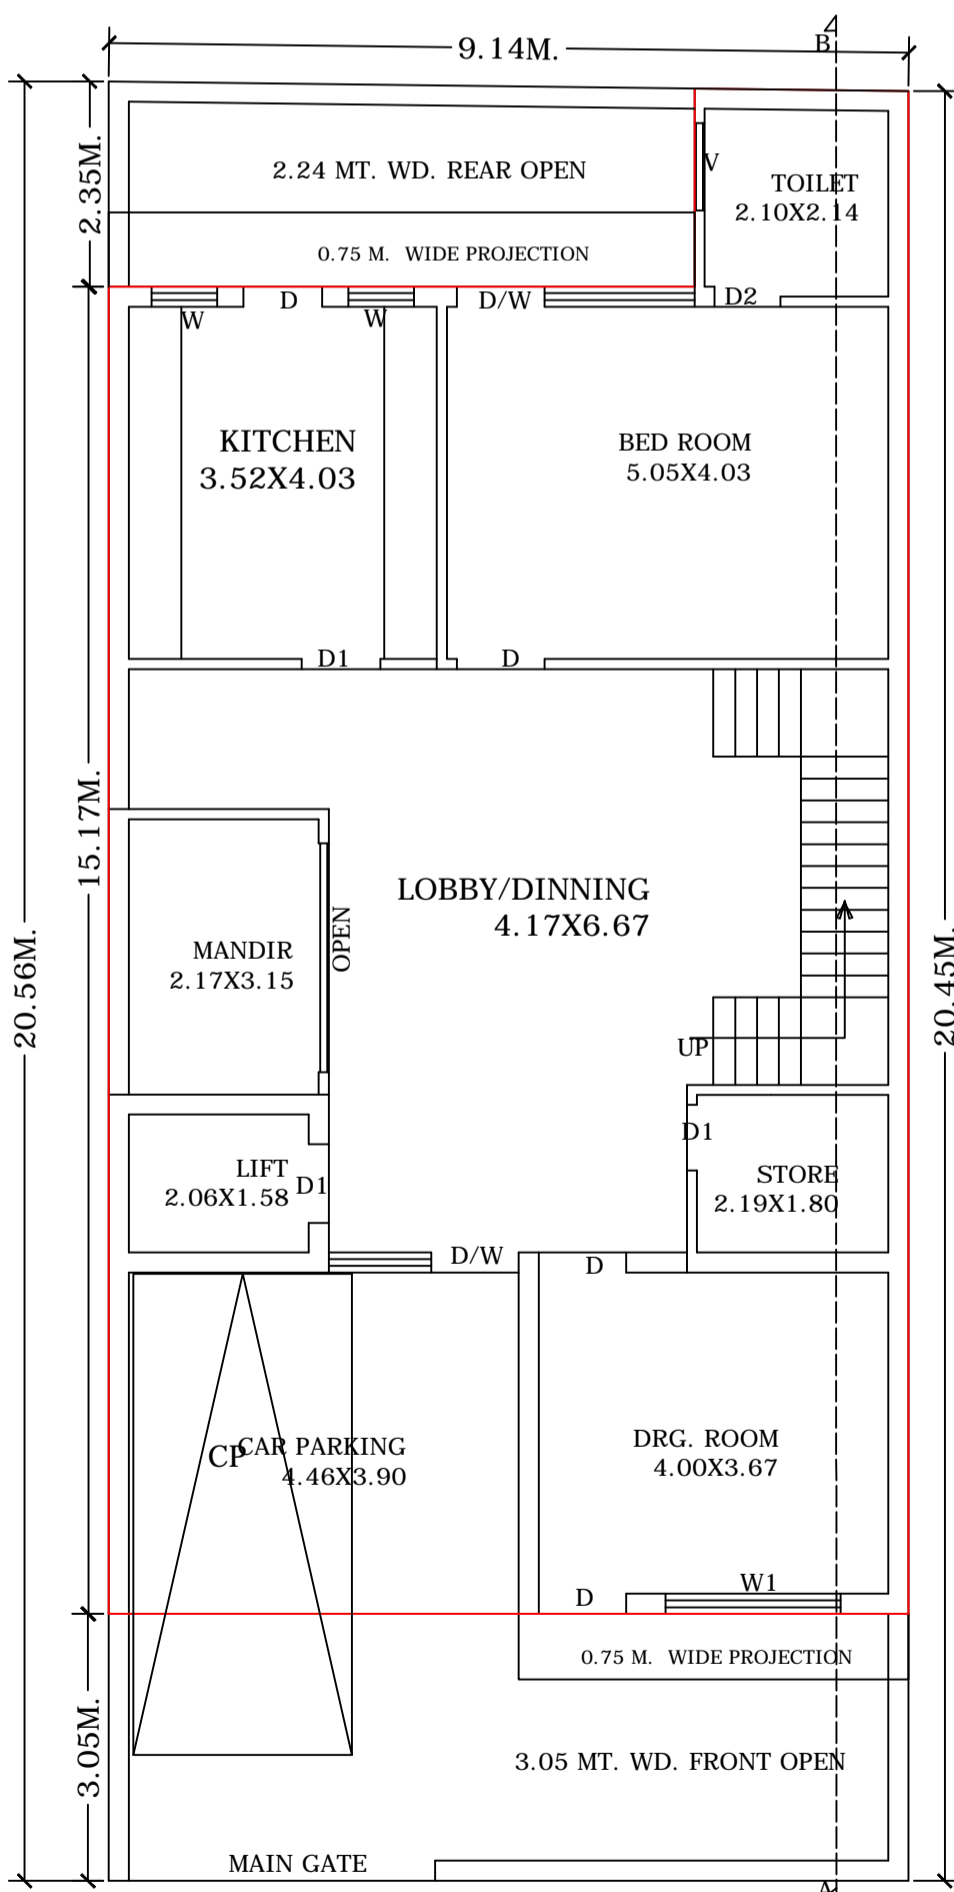 9.14M.
B
2.35M.
2.24 MT. WD. REAR OPEN
V
TOILET
2.10X2.14
0.75 M. WIDE PROJECTION
W
D
W
D/W
D2
KITCHEN
3.52X4.03
BED ROOM
5.05X4.03
D1
D
15.17M.
LOBBY/DINNING
4.17X6.67
MANDIR
2.17X3.15
OPEN
20.56M.
20.45M.
UP
D1
LIFT
2.06X1.58
D1
STORE
2.19X1.80
D/W
D
CP
CAR PARKING
4.46X3.90
DRG. ROOM
4.00X3.67
D
W1
0.75 M. WIDE PROJECTION
3.05M.
3.05 MT. WD. FRONT OPEN
MAIN GATE
A